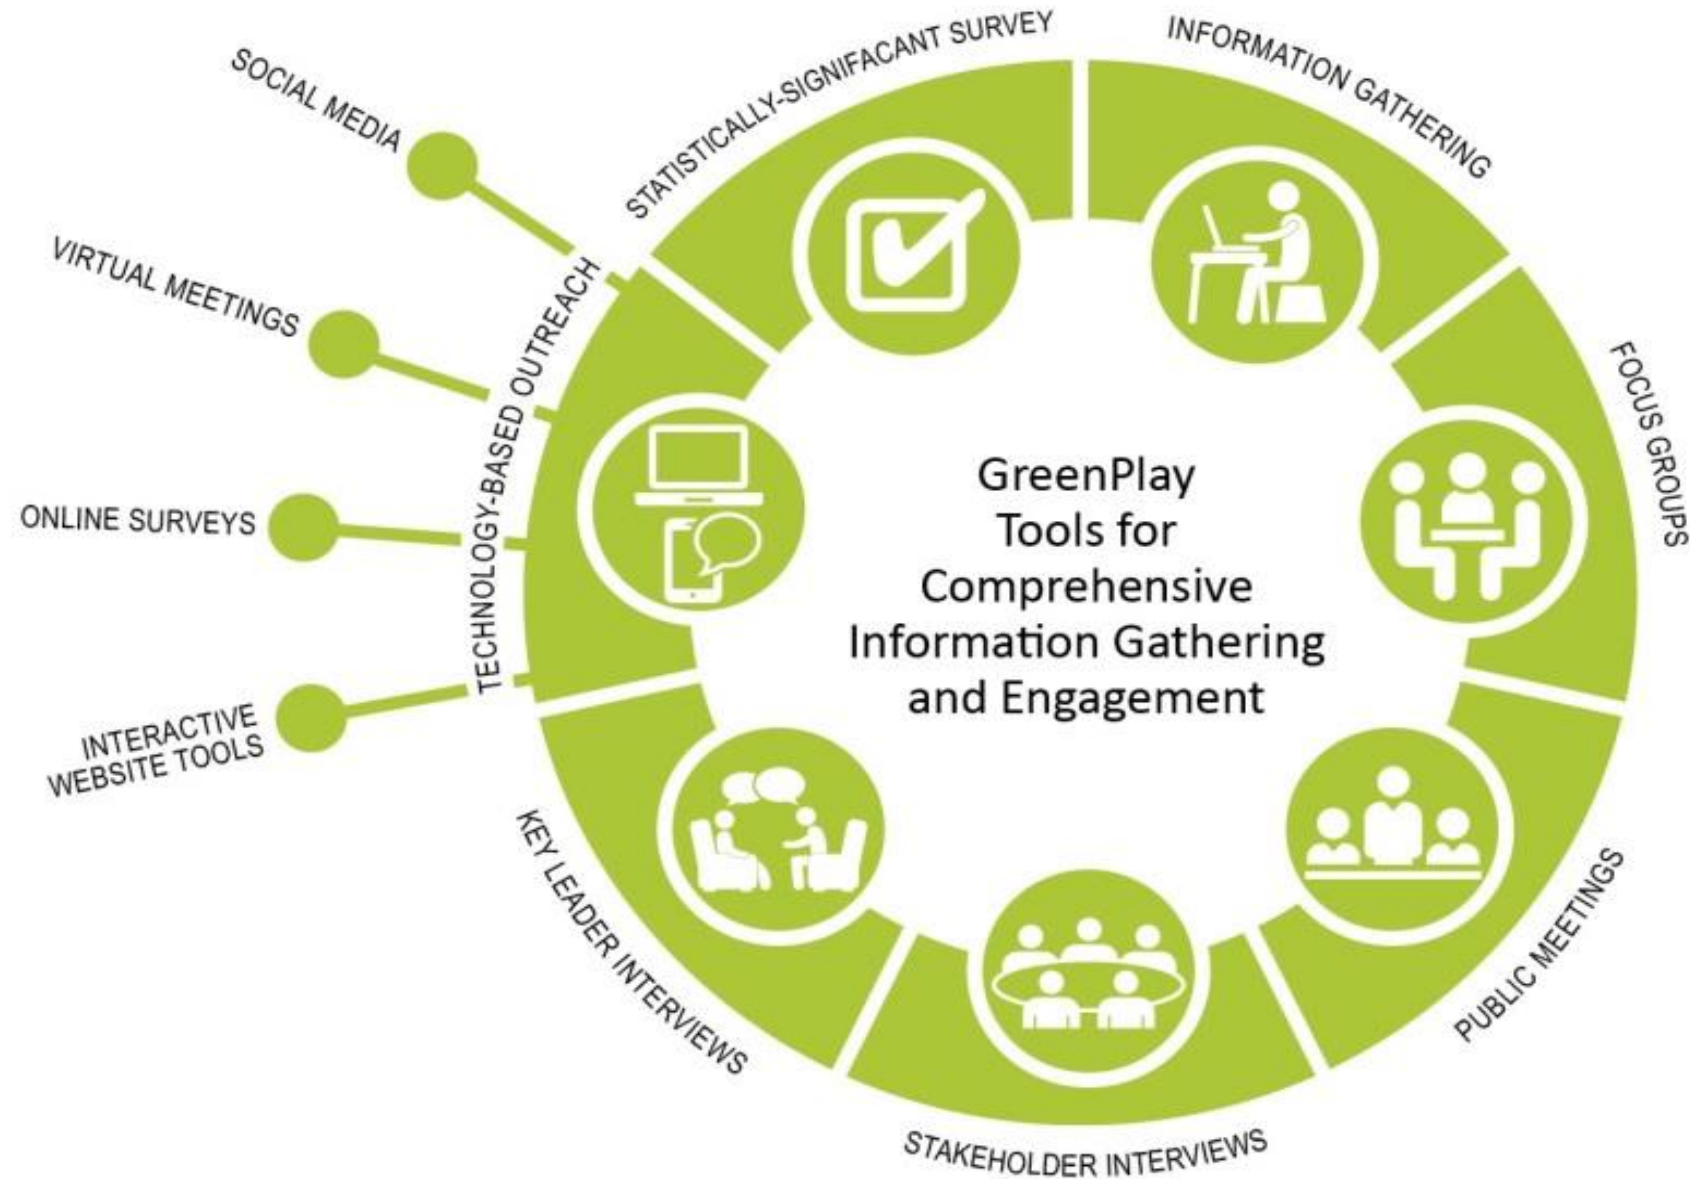 STATISTICALLY-SIGNIFACANT SURVEY
INFORMATION GATHERING
FOCUS GROUPS
PUBLIC MEETINGS
STAKEHOLDER INTERVIEWS
KEY LEADER INTERVIEWS
TECHNOLOGY-BASED OUTREACH
SOCIAL MEDIA
VIRTUAL MEETINGS
ONLINE SURVEYS
INTERACTIVE
WEBSITE TOOLS
GreenPlay
Tools for
Comprehensive
Information Gathering
and Engagement